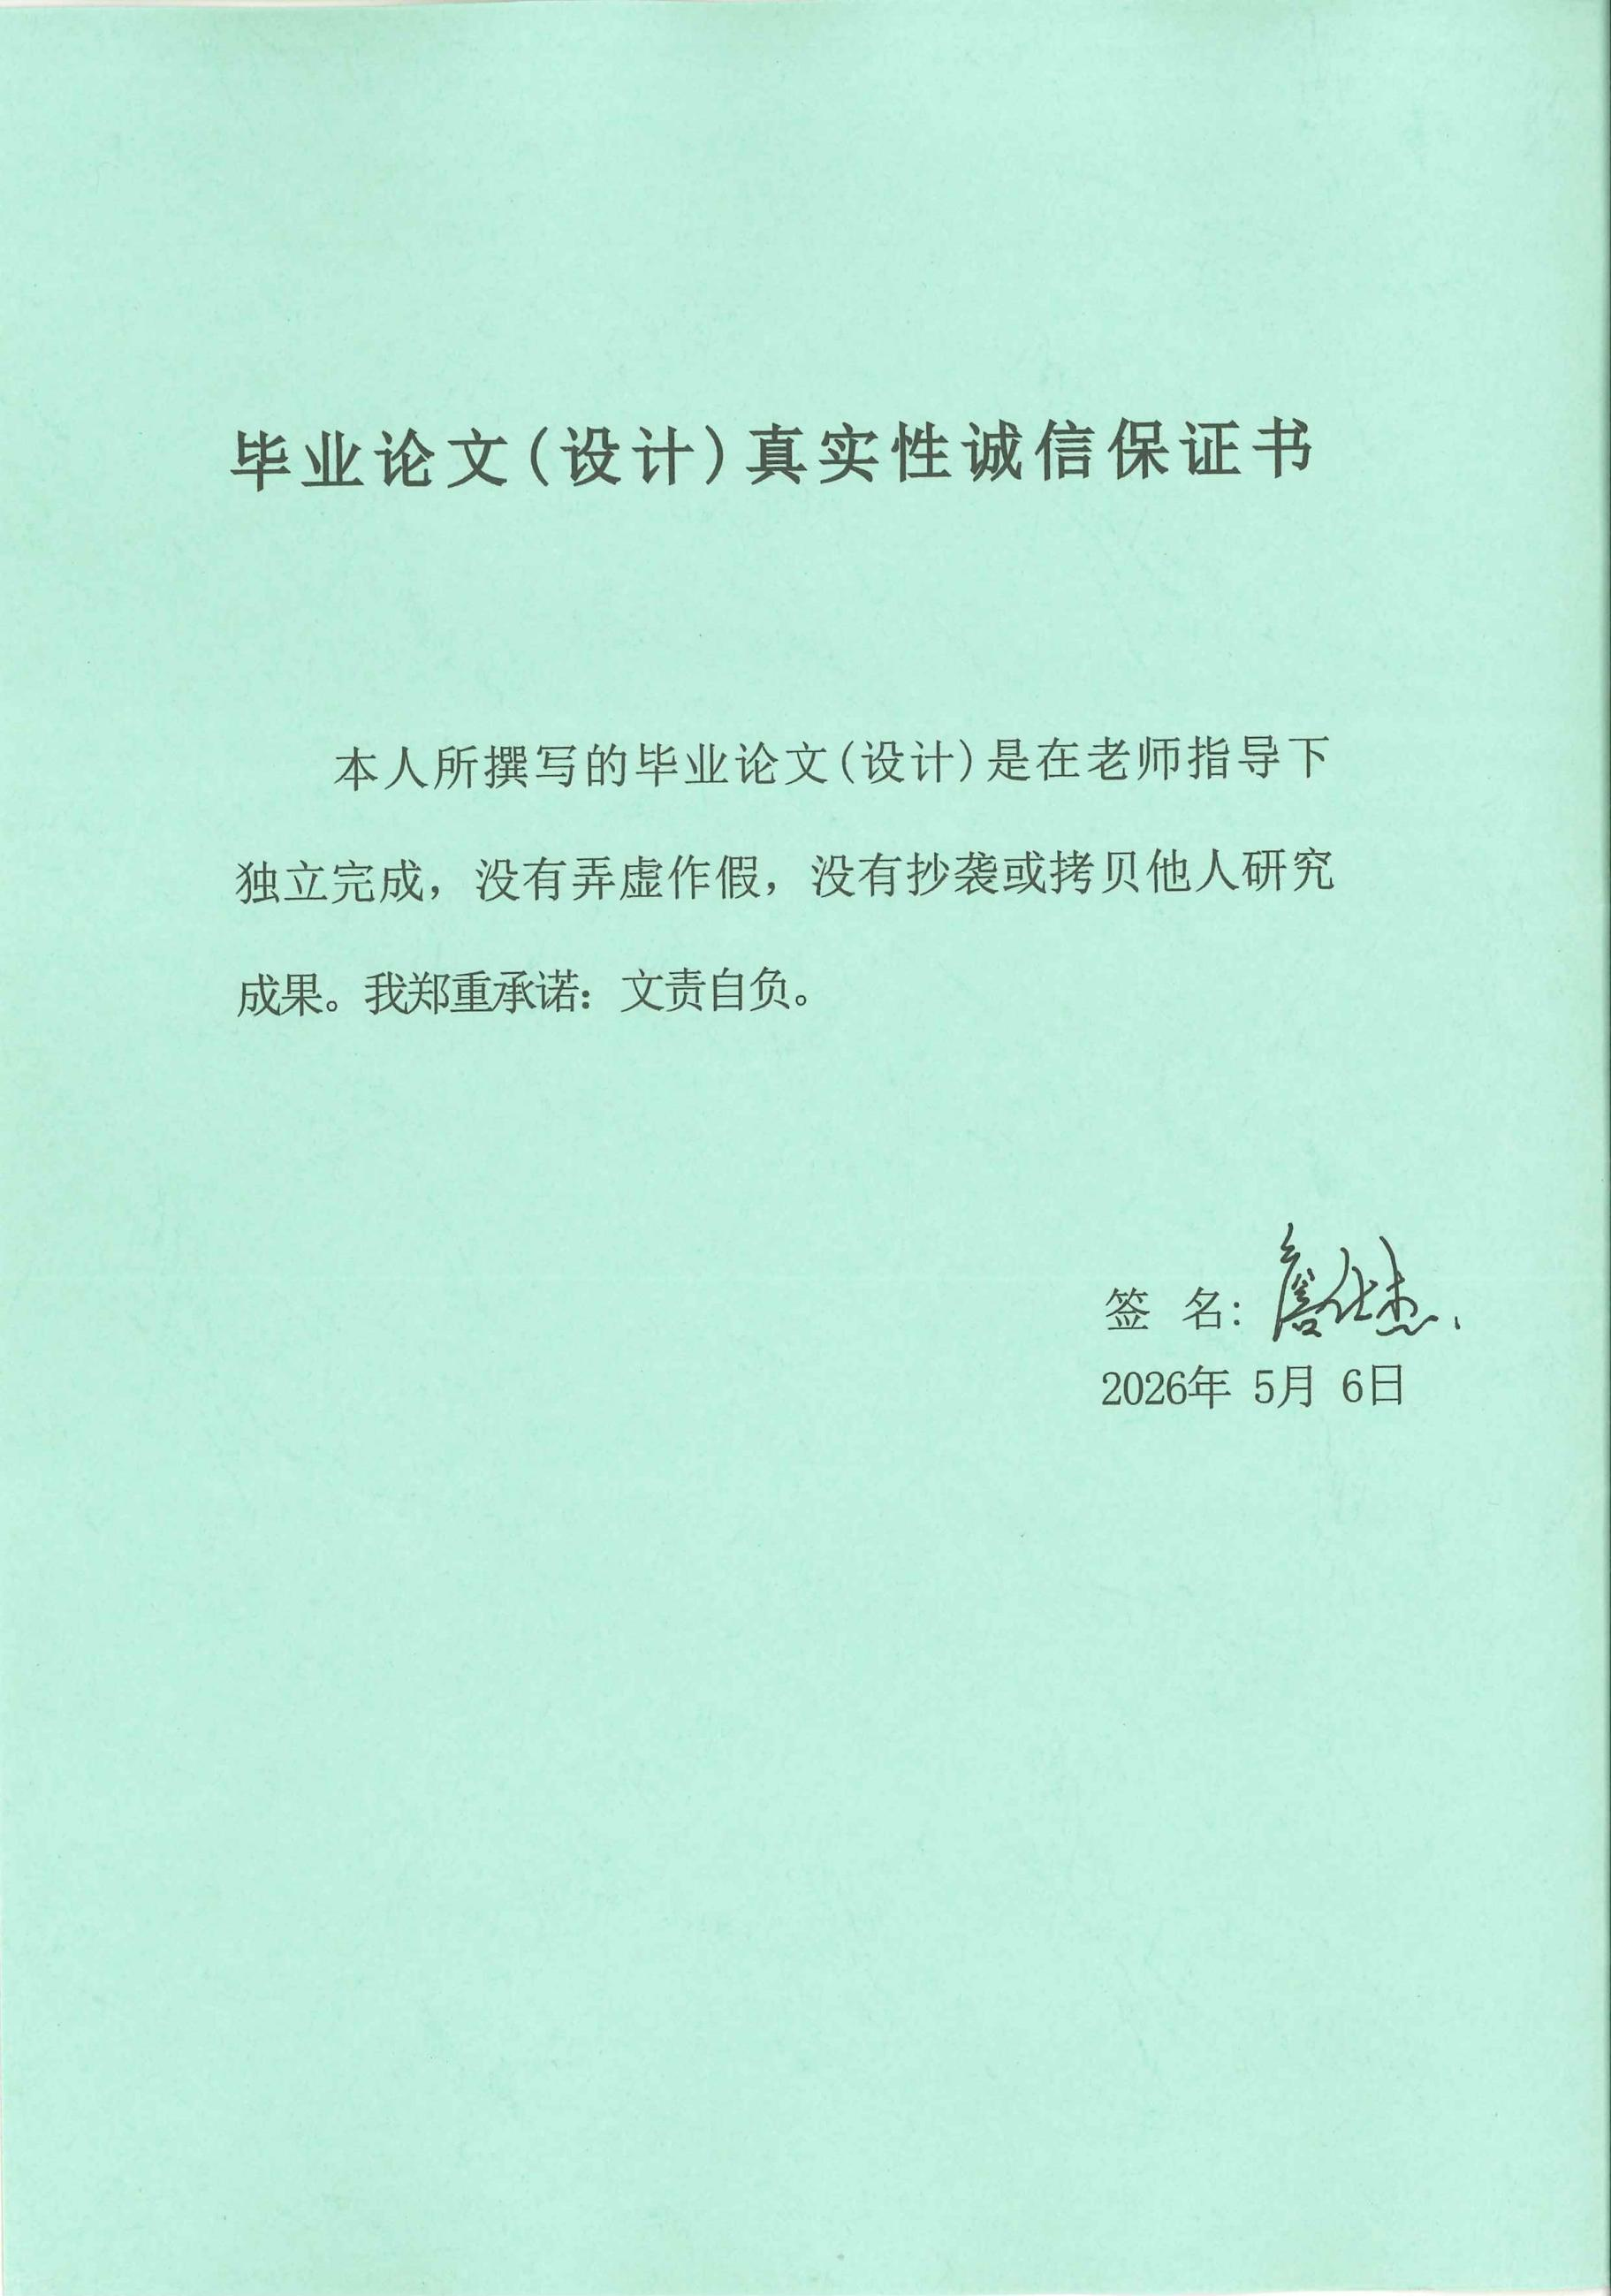 毕业论文(设计)真实性诚信保证书
本人所撰写的毕业论文(设计)是在老师指导下
独立完成，没有弄虚作假，没有抄袭或拷贝他人研究
成果。我郑重承诺：文责自负。
签 名：詹仕杰
2026年 5月 6日